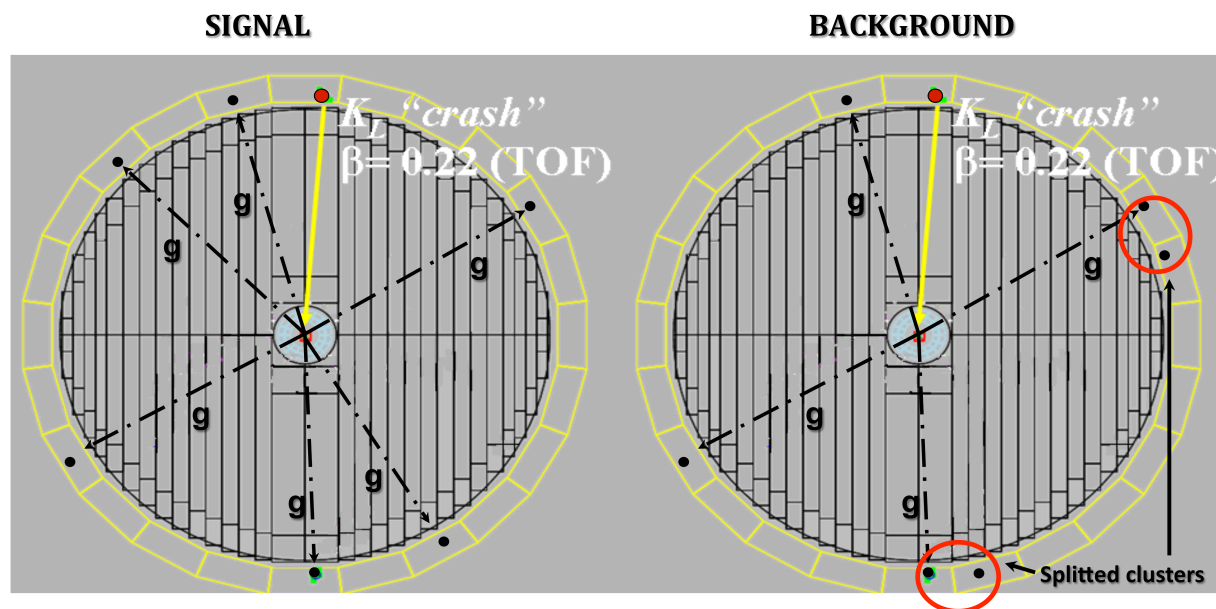 SIGNAL
BACKGROUND
K_L “crash”
β= 0.22 (TOF)
g
g
g
g
g
g
K_L “crash”
β= 0.22 (TOF)
g
g
g
g
Splitted clusters